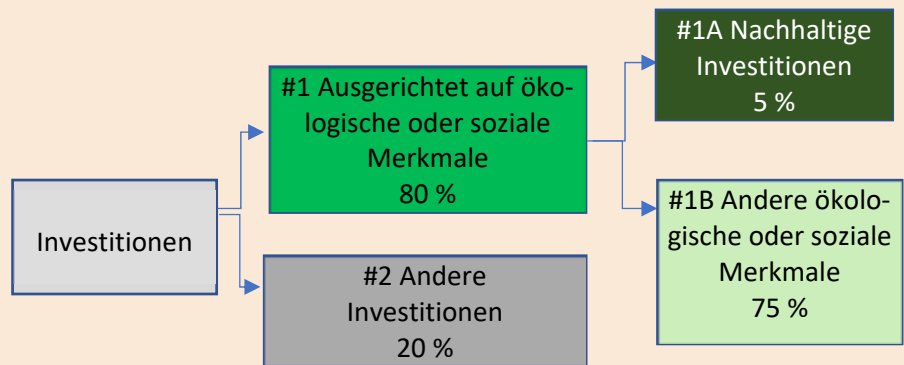 Investitionen
#1 Ausgerichtet auf öko-
logische oder soziale
Merkmale
80 %
#2 Andere
Investitionen
20 %
#1A Nachhaltige
Investitionen
5 %
#1B Andere ökolo-
gische oder soziale
Merkmale
75 %